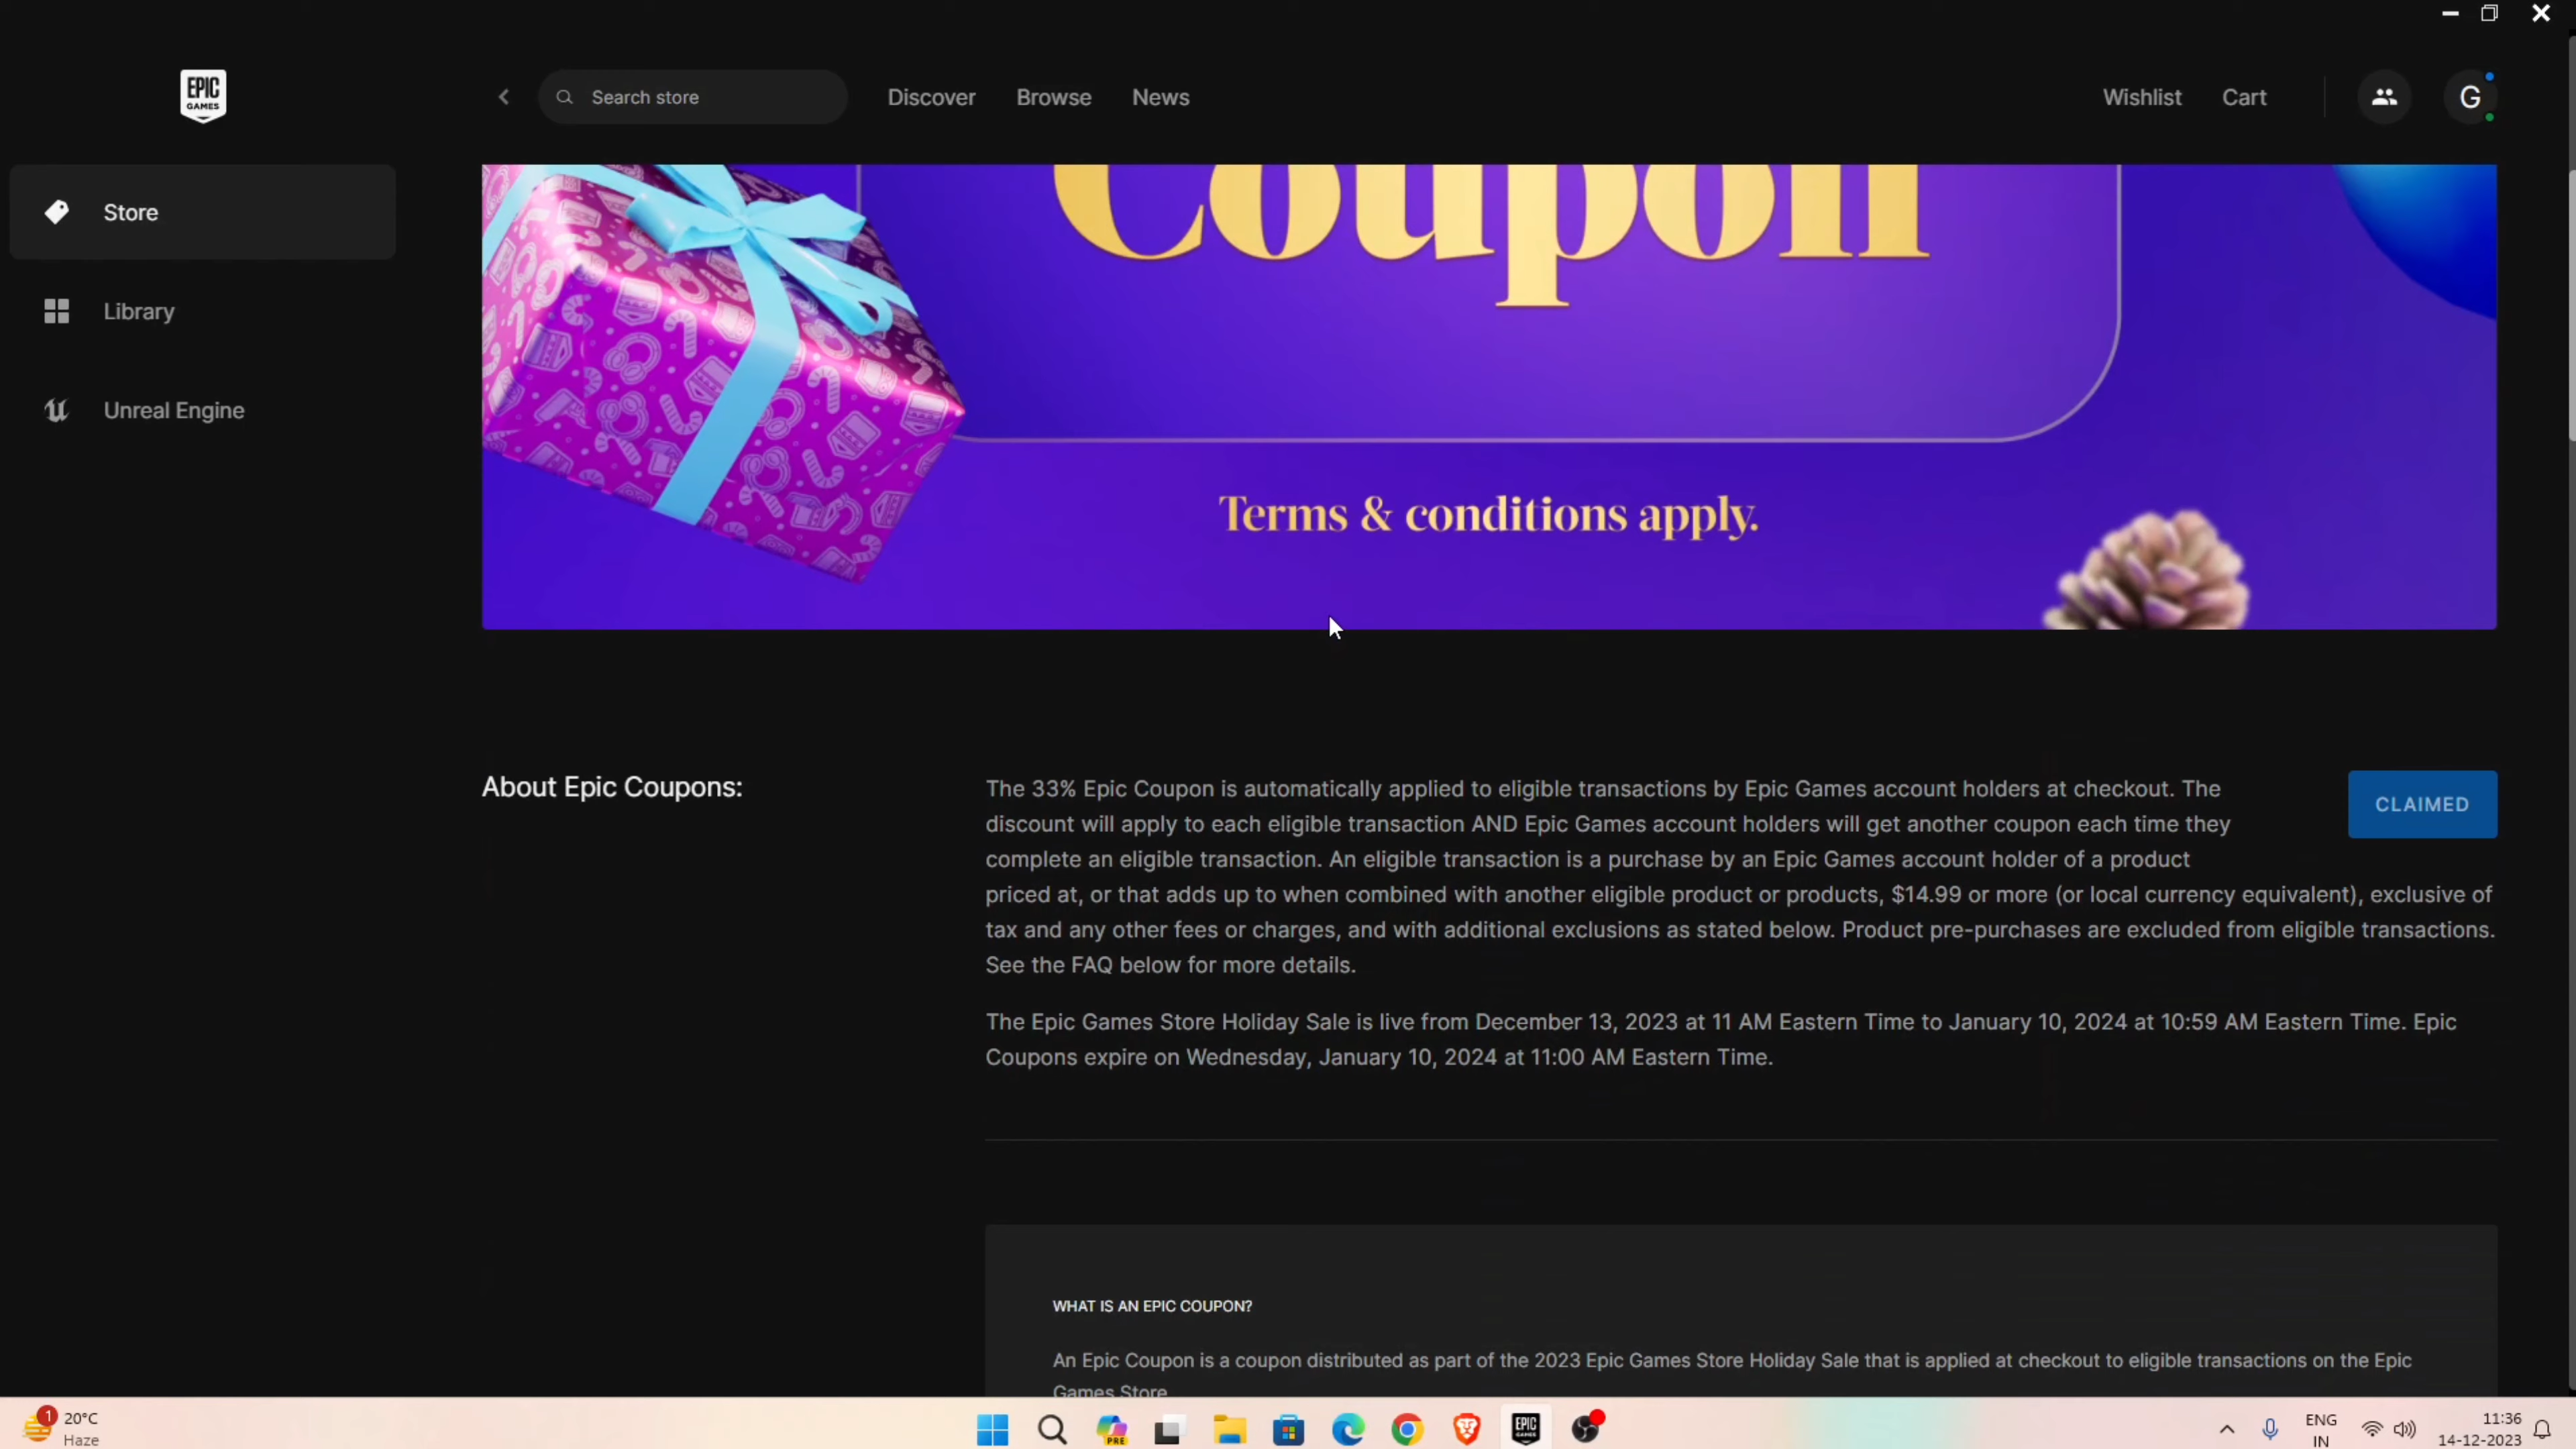 EPIC
GAMES
Search store
Discover
Browse
News
Wishlist
Cart
G
Store
Library
Unreal Engine
Coupon
Terms & conditions apply.
About Epic Coupons:
The 33% Epic Coupon is automatically applied to eligible transactions by Epic Games account holders at checkout. The
discount will apply to each eligible transaction AND Epic Games account holders will get another coupon each time they
complete an eligible transaction. An eligible transaction is a purchase by an Epic Games account holder of a product
priced at, or that adds up to when combined with another eligible product or products, $14.99 or more (or local currency equivalent), exclusive of
tax and any other fees or charges, and with additional exclusions as stated below. Product pre-purchases are excluded from eligible transactions.
See the FAQ below for more details.
CLAIMED
The Epic Games Store Holiday Sale is live from December 13, 2023 at 11 AM Eastern Time to January 10, 2024 at 10:59 AM Eastern Time. Epic
Coupons expire on Wednesday, January 10, 2024 at 11:00 AM Eastern Time.
WHAT IS AN EPIC COUPON?
An Epic Coupon is a coupon distributed as part of the 2023 Epic Games Store Holiday Sale that is applied at checkout to eligible transactions on the Epic
Games Store
1
20°C
Haze
PRE
EPIC
GAMES
ENG
IN
11:36
14-12-2023